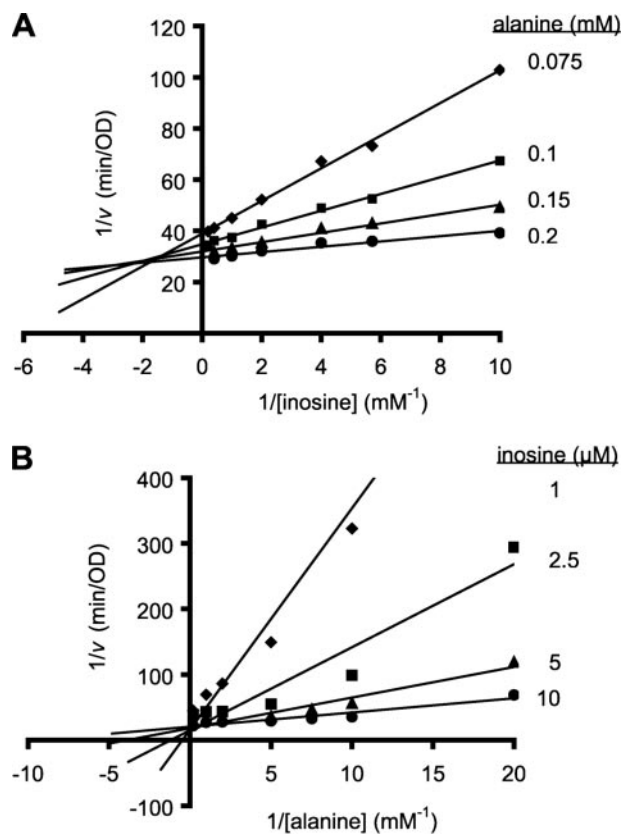 A
alanine (mM)
120
100
80
60
40
20
1/v (min/OD)
0.075
0.1
0.15
0.2
-6 -4 -2 0 2 4 6 8 10
1/[inosine] (mM-1)
B
inosine (µM)
400
300
200
100
-100
1/v (min/OD)
1
2.5
5
10
-10 -5 5 10 15 20
1/[alanine] (mM-1)